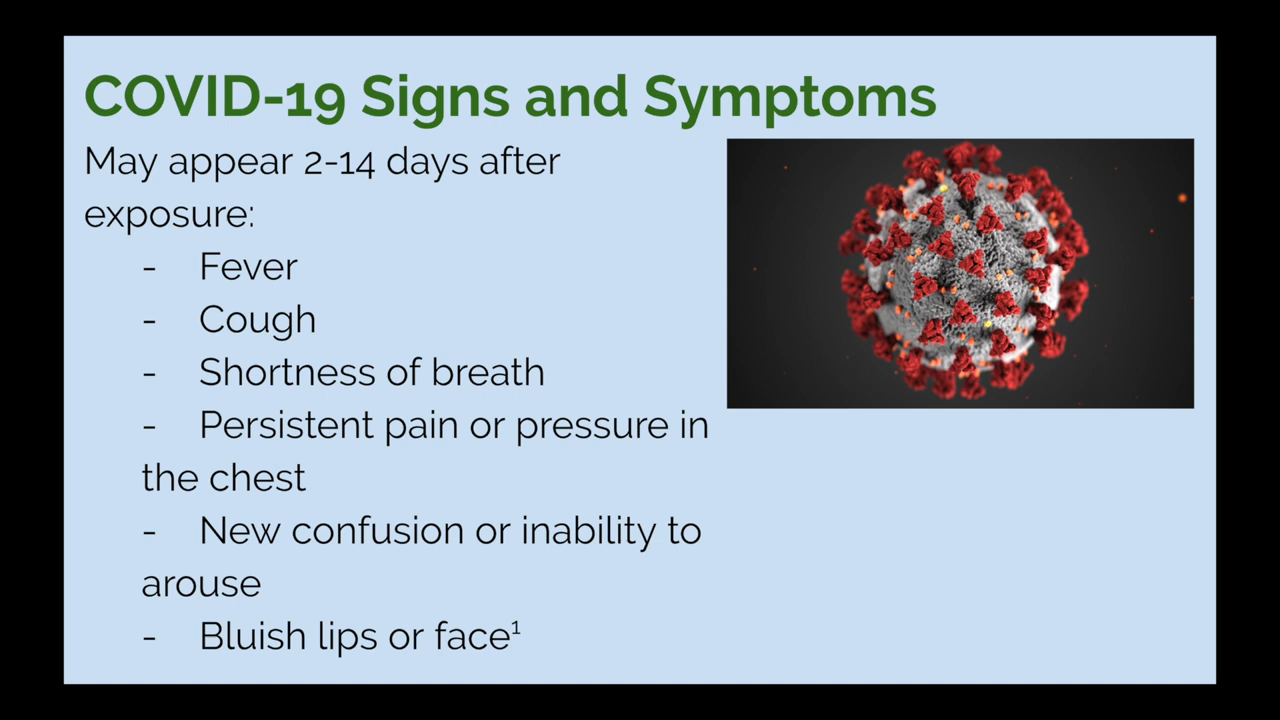 COVID-19 Signs and Symptoms
May appear 2-14 days after
exposure:
- Fever
- Cough
- Shortness of breath
- Persistent pain or pressure in
the chest
- New confusion or inability to
arouse
- Bluish lips or face¹